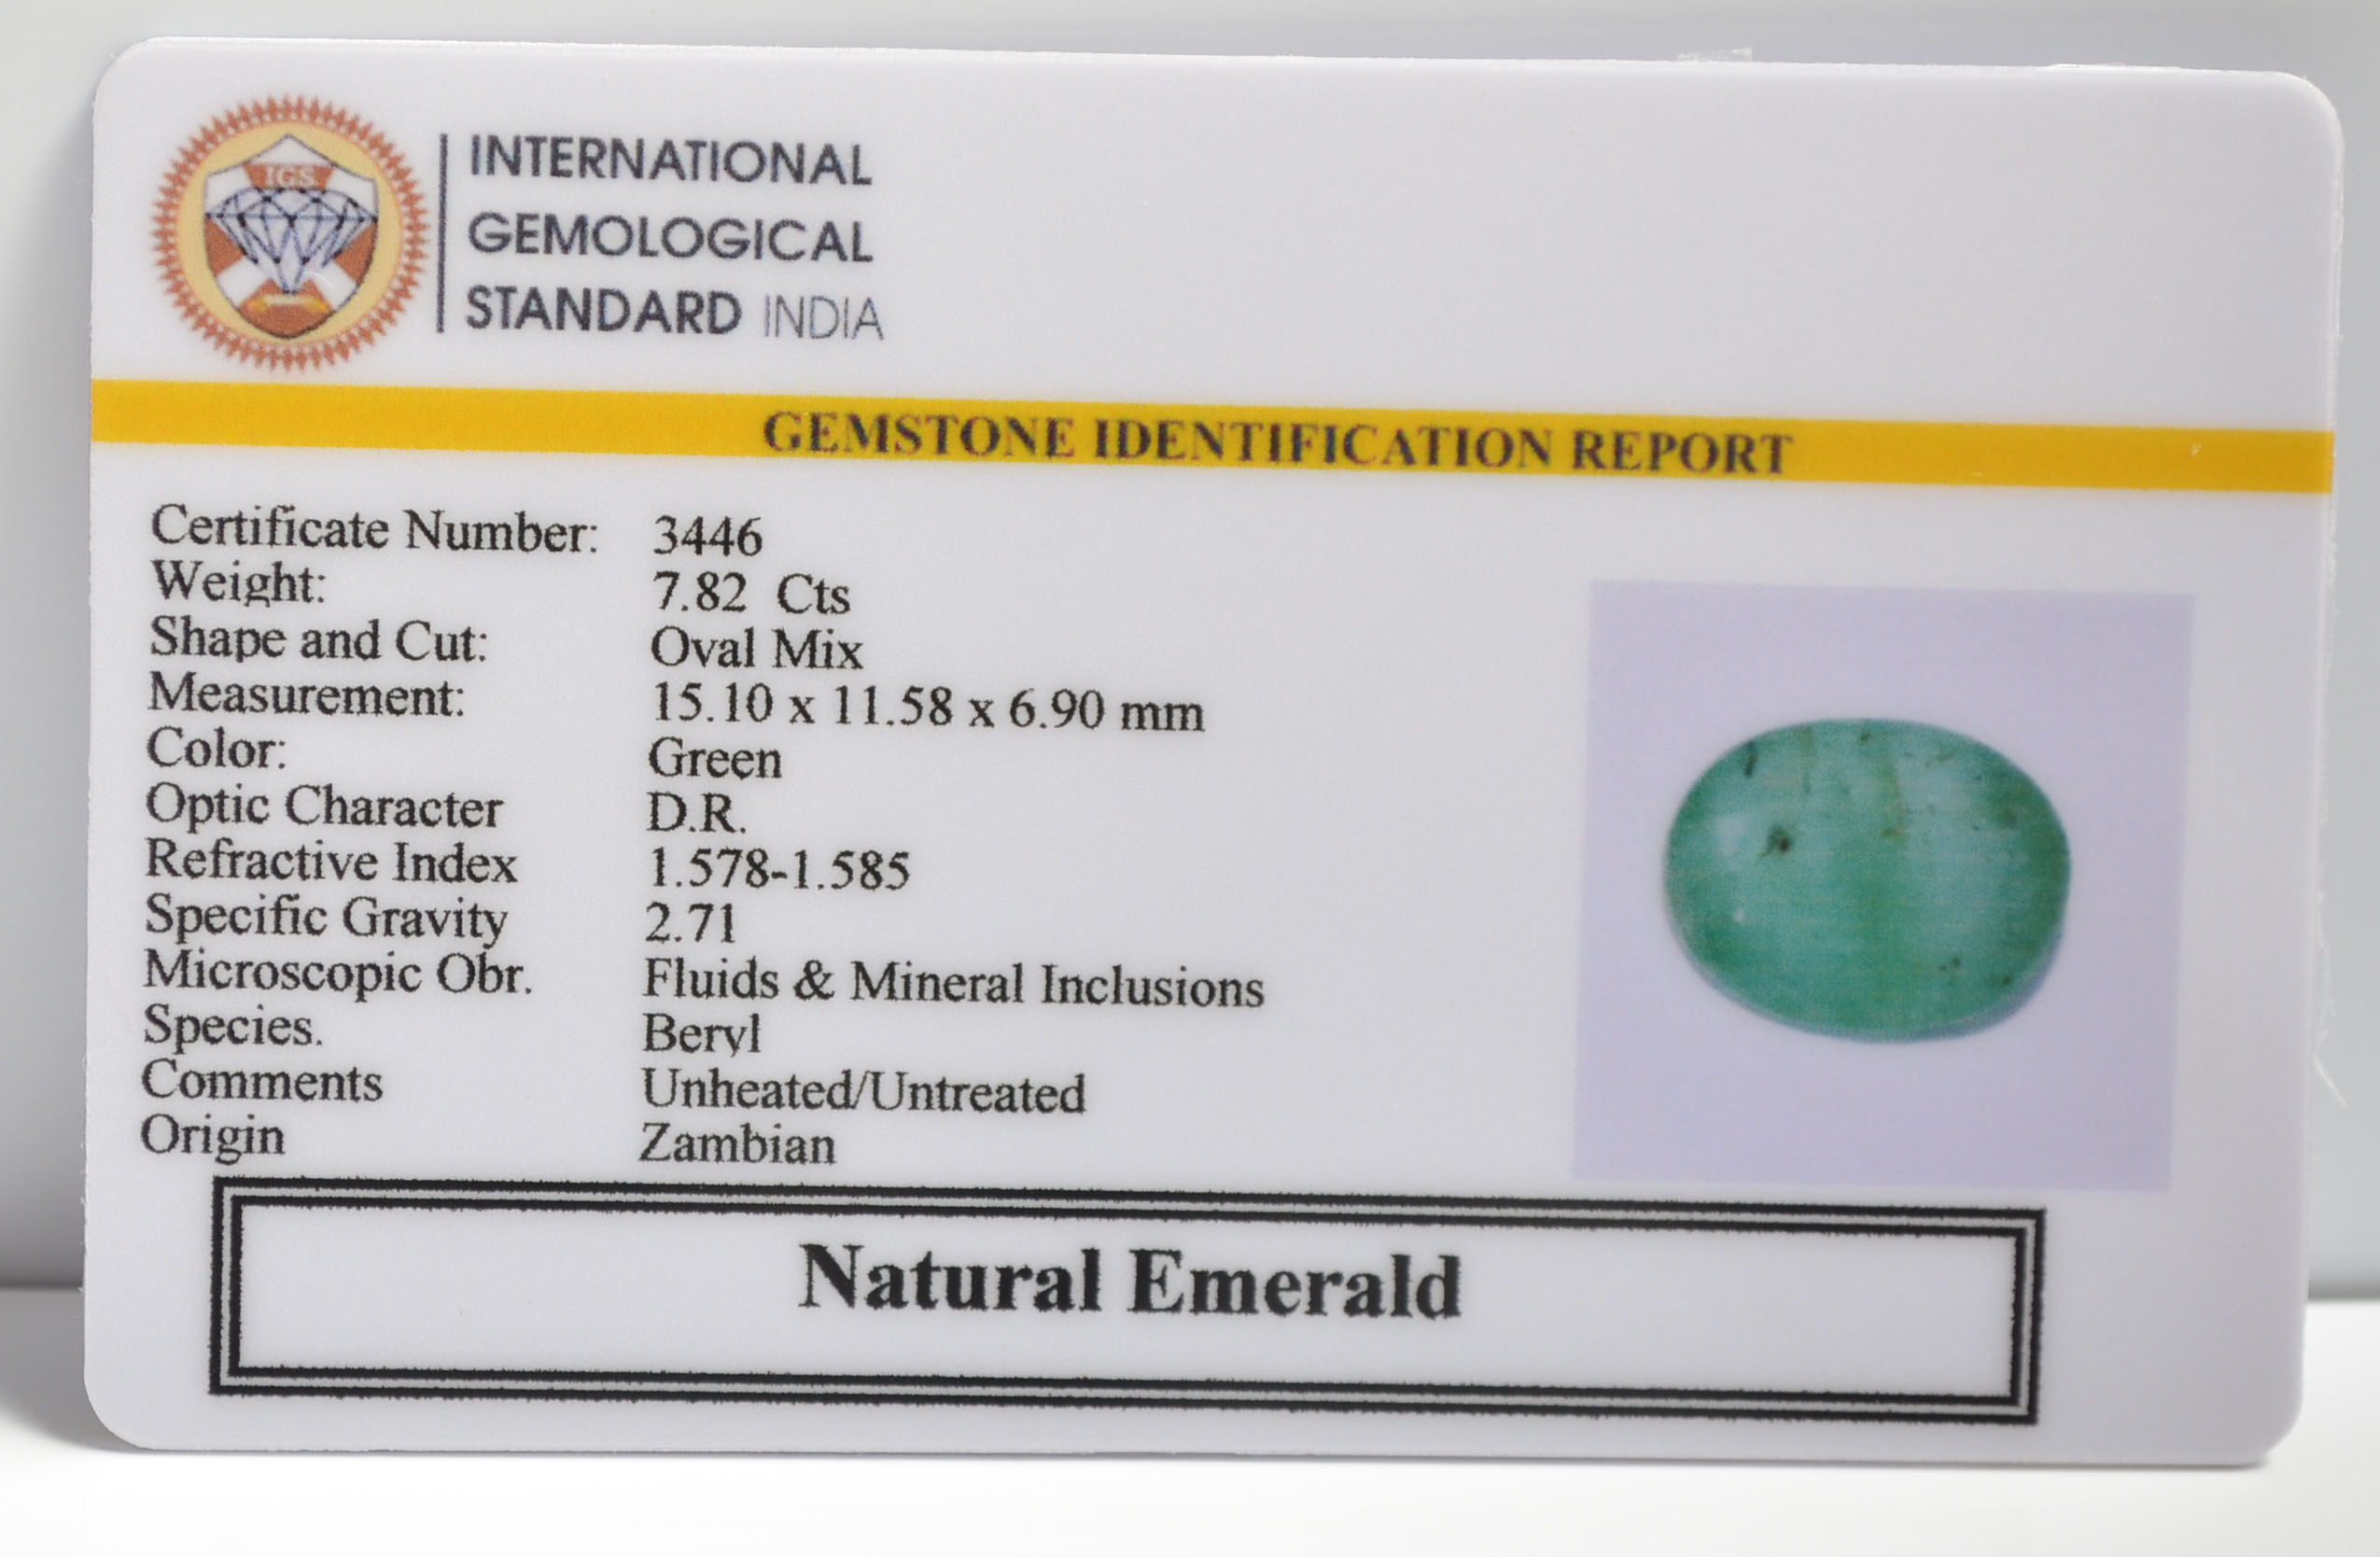 IGS
INTERNATIONAL
GEMOLOGICAL
STANDARD INDIA
GEMSTONE IDENTIFICATION REPORT
Certificate Number: 3446
Weight: 7.82 Cts
Shape and Cut: Oval Mix
Measurement: 15.10 x 11.58 x 6.90 mm
Color: Green
Optic Character D.R.
Refractive Index 1.578-1.585
Specific Gravity 2.71
Microscopic Obr. Fluids & Mineral Inclusions
Species. Beryl
Comments Unheated/Untreated
Origin Zambian
Natural Emerald